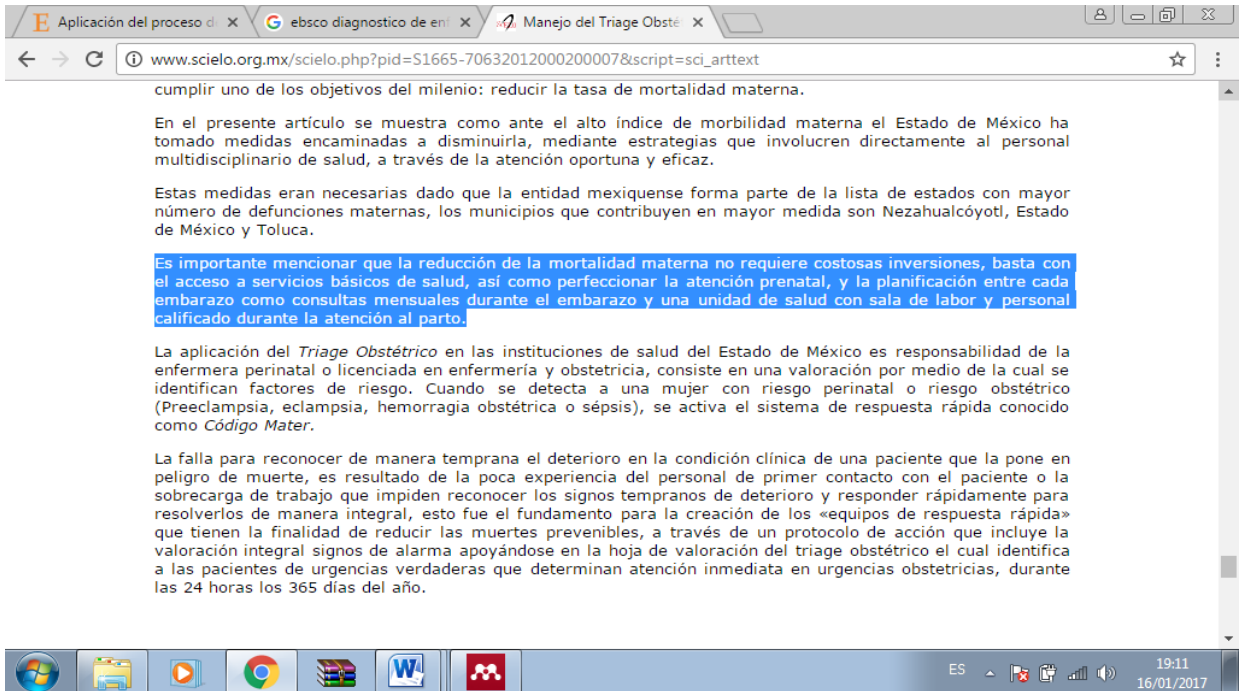 Aplicación del proceso d
ebsco diagnostico de en
Manejo del Triage Obsté
www.scielo.org.mx/scielo.php?pid=S1665-70632012000200007&script=sci_arttext
cumplir uno de los objetivos del milenio: reducir la tasa de mortalidad materna.
En el presente artículo se muestra como ante el alto índice de morbilidad materna el Estado de México ha
tomado medidas encaminadas a disminuirla, mediante estrategias que involucren directamente al personal
multidisciplinario de salud, a través de la atención oportuna y eficaz.
Estas medidas eran necesarias dado que la entidad mexiquense forma parte de la lista de estados con mayor
número de defunciones maternas, los municipios que contribuyen en mayor medida son Nezahualcóyotl, Estado
de México y Toluca.
Es importante mencionar que la reducción de la mortalidad materna no requiere costosas inversiones, basta con
el acceso a servicios básicos de salud, así como perfeccionar la atención prenatal, y la planificación entre cada
embarazo como consultas mensuales durante el embarazo y una unidad de salud con sala de labor y personal
calificado durante la atención al parto.
La aplicación del Triage Obstétrico en las instituciones de salud del Estado de México es responsabilidad de la
enfermera perinatal o licenciada en enfermería y obstetricia, consiste en una valoración por medio de la cual se
identifican factores de riesgo. Cuando se detecta a una mujer con riesgo perinatal o riesgo obstétrico
(Preeclampsia, eclampsia, hemorragia obstétrica o sépsis), se activa el sistema de respuesta rápida conocido
como Código Mater.
La falla para reconocer de manera temprana el deterioro en la condición clínica de una paciente que la pone en
peligro de muerte, es resultado de la poca experiencia del personal de primer contacto con el paciente o la
sobrecarga de trabajo que impiden reconocer los signos tempranos de deterioro y responder rápidamente para
resolverlos de manera integral, esto fue el fundamento para la creación de los «equipos de respuesta rápida»
que tienen la finalidad de reducir las muertes prevenibles, a través de un protocolo de acción que incluye la
valoración integral signos de alarma apoyándose en la hoja de valoración del triage obstétrico el cual identifica
a las pacientes de urgencias verdaderas que determinan atención inmediata en urgencias obstetricias, durante
las 24 horas los 365 días del año.
ES
19:11
16/01/2017